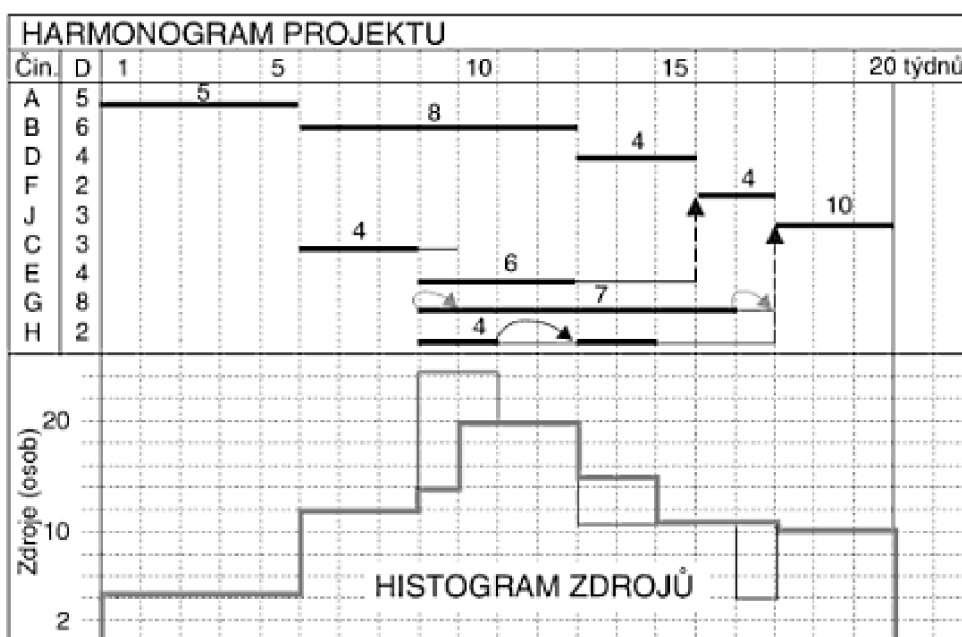 HARMONOGRAM PROJEKTU
Čin. D 1 5 10 15 20 týdnů
A 5 5
B 6 8
D 4 4
F 2 4
J 3 10
C 3 4
E 4 6
G 8 7
H 2 4
20
Zdroje (osob)
10
HISTOGRAM ZDROJŮ
2